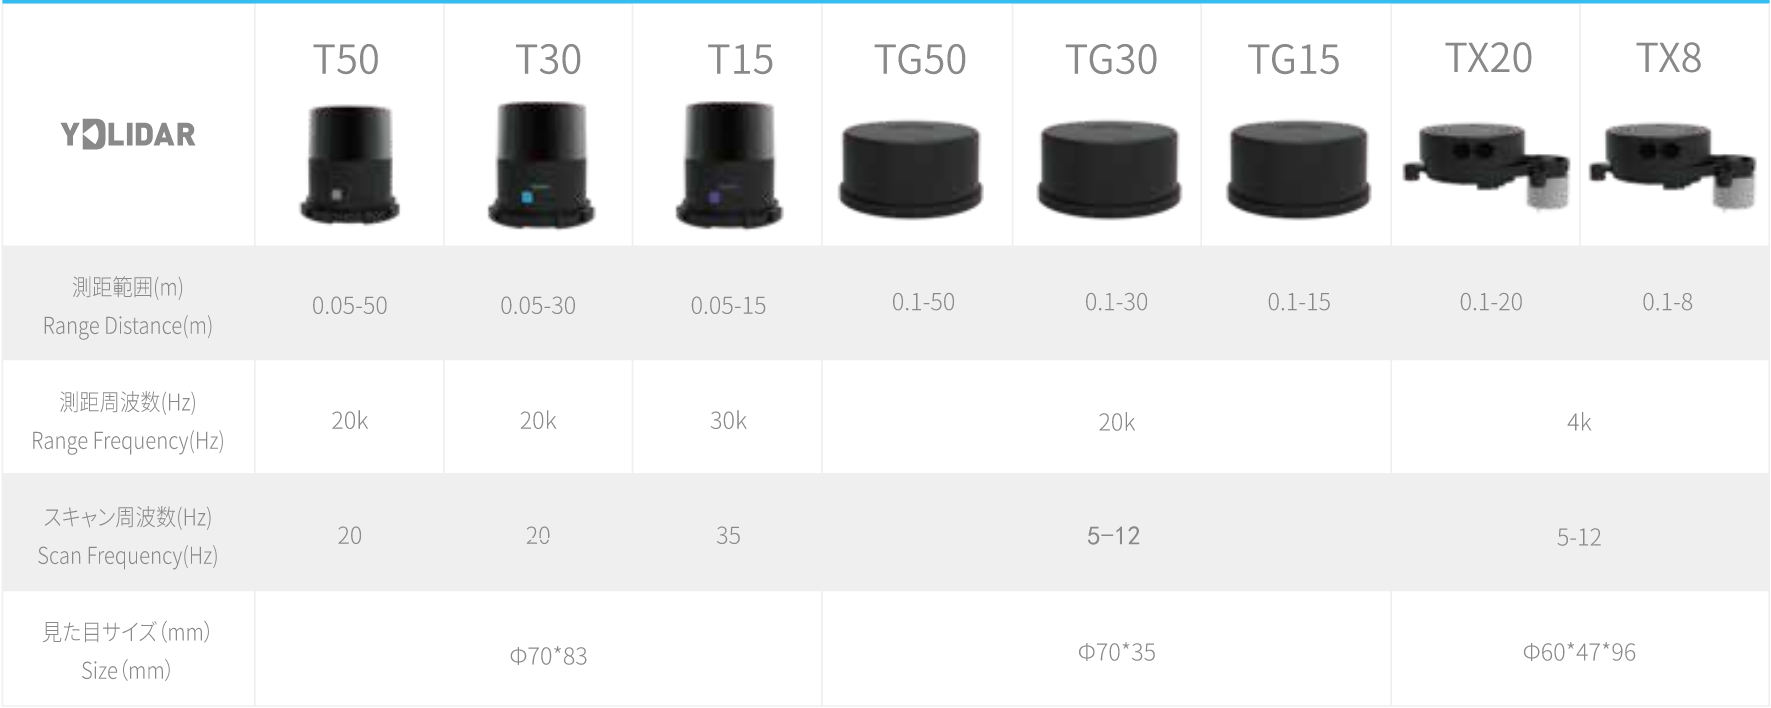 T50 T30 T15 TG50 TG30 TG15 TX20 TX8
YDLIDAR
測距範囲(m)
Range Distance(m)
0.05-50 0.05-30 0.05-15 0.1-50 0.1-30 0.1-15 0.1-20 0.1-8
測距周波数(Hz)
Range Frequency(Hz)
20k 20k 30k 20k 4k
スキャン周波数(Hz)
Scan Frequency(Hz)
20 20 35 5-12 5-12
見た目サイズ（mm）
Size（mm）
Φ70*83 Φ70*35 Φ60*47*96